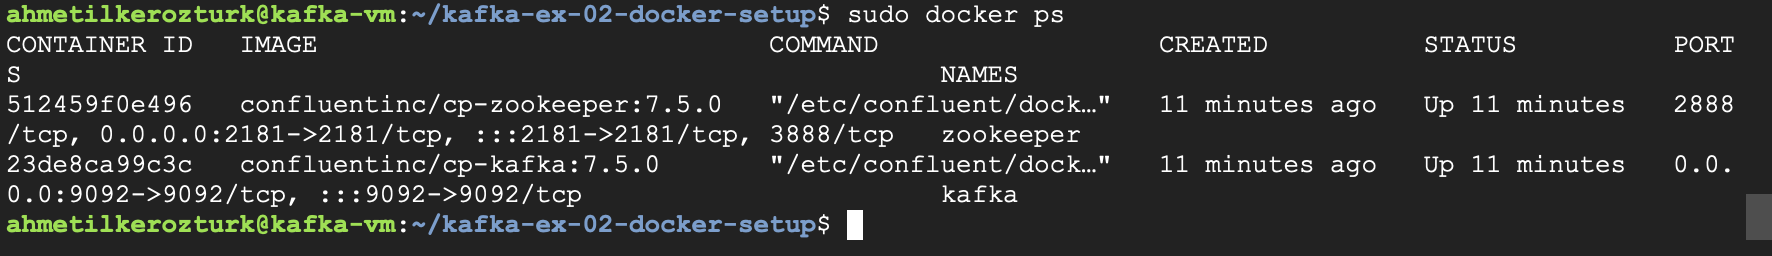 ahmetilkerozturk@kafka-vm:~/kafka-ex-02-docker-setup$ sudo docker ps
CONTAINER ID   IMAGE                             COMMAND                  CREATED          STATUS          PORT
S                                                           NAMES
512459f0e496   confluentinc/cp-zookeeper:7.5.0   "/etc/confluent/dock…"   11 minutes ago   Up 11 minutes   2888
/tcp, 0.0.0.0:2181->2181/tcp, :::2181->2181/tcp, 3888/tcp   zookeeper
23de8ca99c3c   confluentinc/cp-kafka:7.5.0       "/etc/confluent/dock…"   11 minutes ago   Up 11 minutes   0.0.
0.0:9092->9092/tcp, :::9092->9092/tcp                       kafka
ahmetilkerozturk@kafka-vm:~/kafka-ex-02-docker-setup$